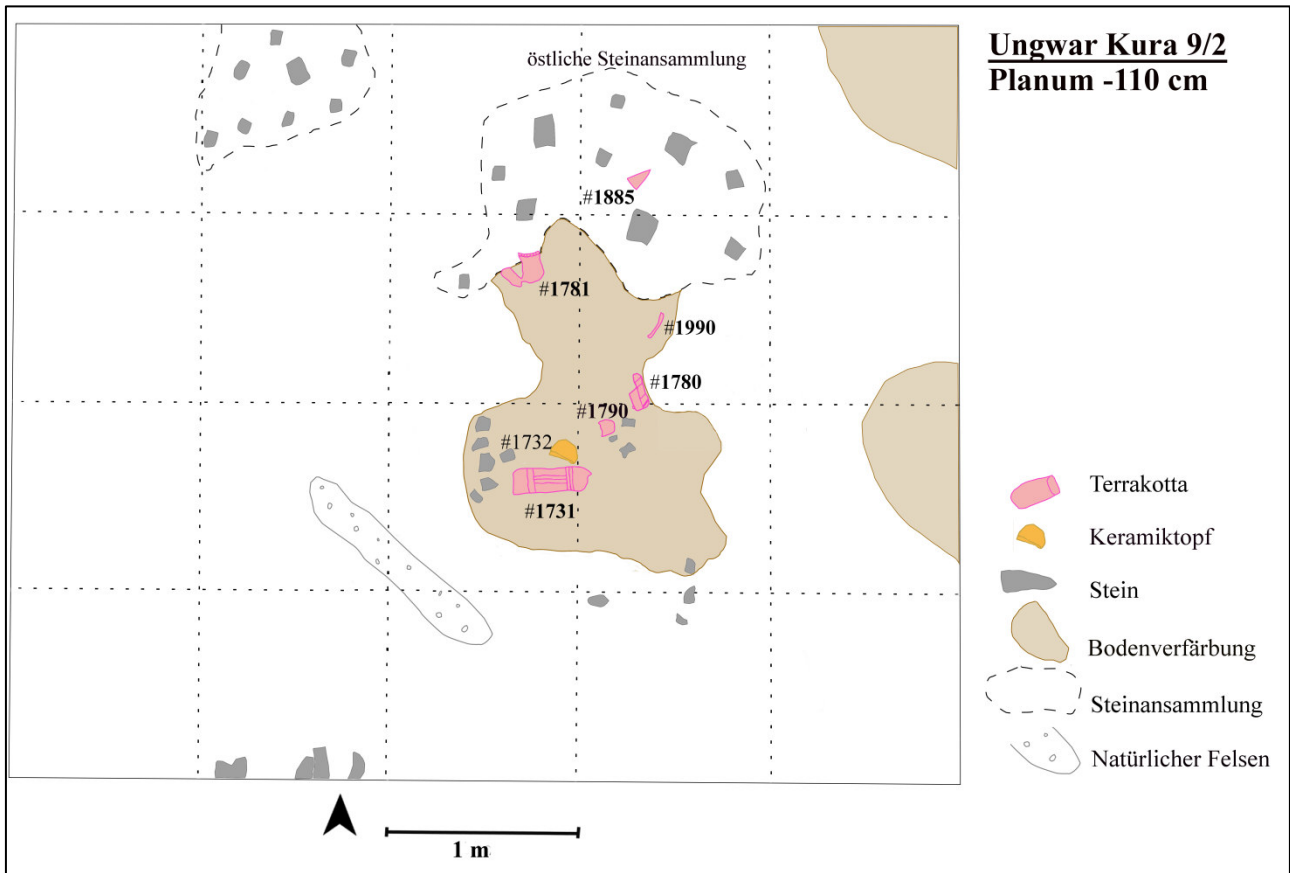 Ungwar Kura 9/2
Planum -110 cm
östliche Steinansammlung
#1885
#1781
#1990
#1780
#1790
#1732
#1731
Terrakotta
Keramiktopf
Stein
Bodenverfärbung
Steinansammlung
Natürlicher Felsen
1 m